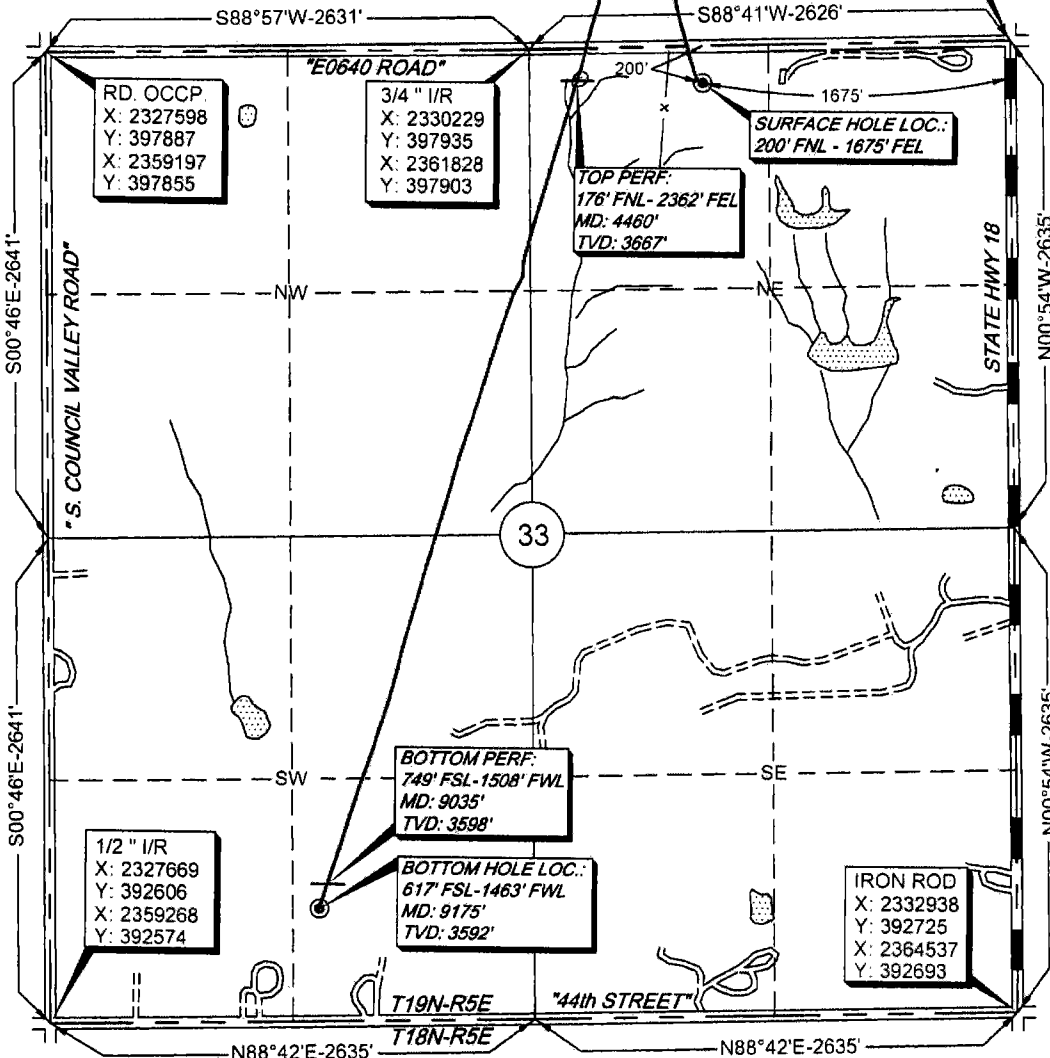 S88°57'W-2631'
S88°41'W-2626'
"E0640 ROAD"
200'
1675'
RD. OCCP.
X: 2327598
Y: 397887
X: 2359197
Y: 397855
3/4 " I/R
X: 2330229
Y: 397935
X: 2361828
Y: 397903
SURFACE HOLE LOC.:
200' FNL - 1675' FEL
TOP PERF:
176' FNL- 2362' FEL
MD: 4460'
TVD: 3667'
S00°46'E-2641'
"S. COUNCIL VALLEY ROAD"
NW
NE
STATE HWY 18
N00°54'W-2635'
33
S00°46'E-2641'
SW
SE
N00°54'W-2635'
BOTTOM PERF:
749' FSL-1508' FWL
MD: 9035'
TVD: 3598'
BOTTOM HOLE LOC.:
617' FSL-1463' FWL
MD: 9175'
TVD: 3592'
1/2 " I/R
X: 2327669
Y: 392606
X: 2359268
Y: 392574
IRON ROD
X: 2332938
Y: 392725
X: 2364537
Y: 392693
T19N-R5E
"44th STREET"
T18N-R5E
N88°42'E-2635'
N88°42'E-2635'